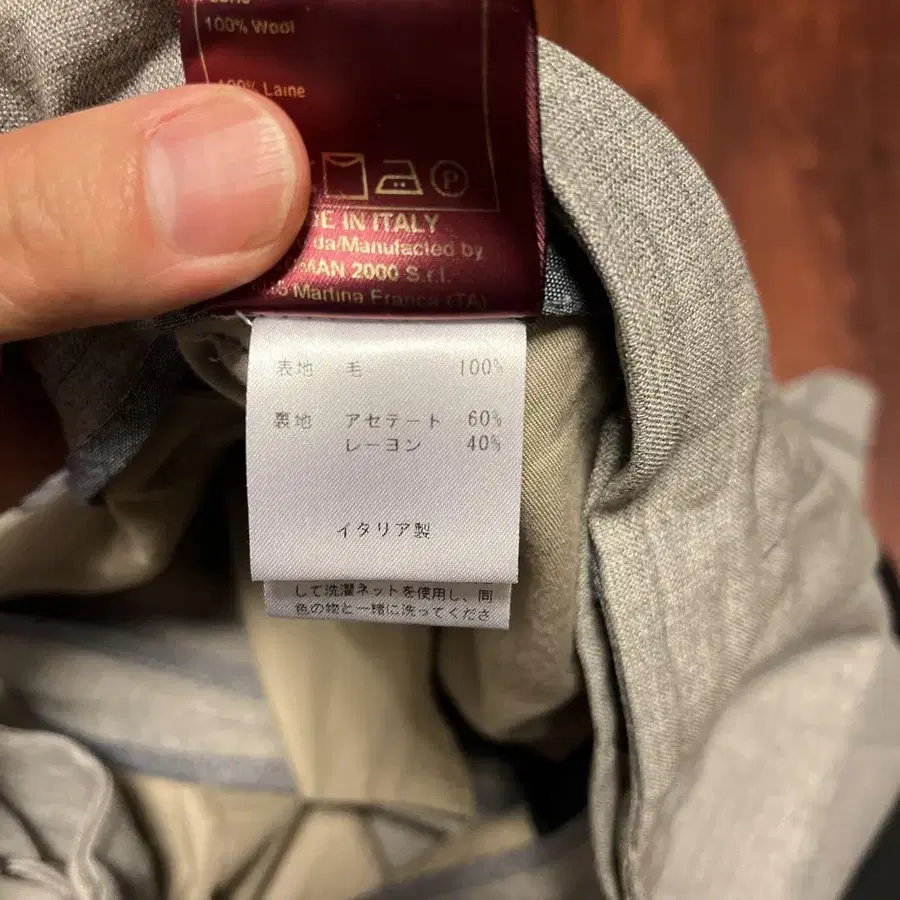 100% Wool
100% Laine
P
IN ITALY
da/Manufacted by
MAN 2000 S.r.l.
Martina Franca (TA)
表地 毛 100%
裏地 アセテート 60%
レーヨン 40%
イタリア製
して洗濯ネットを使用し、同
色の物と一緒に洗ってくださ